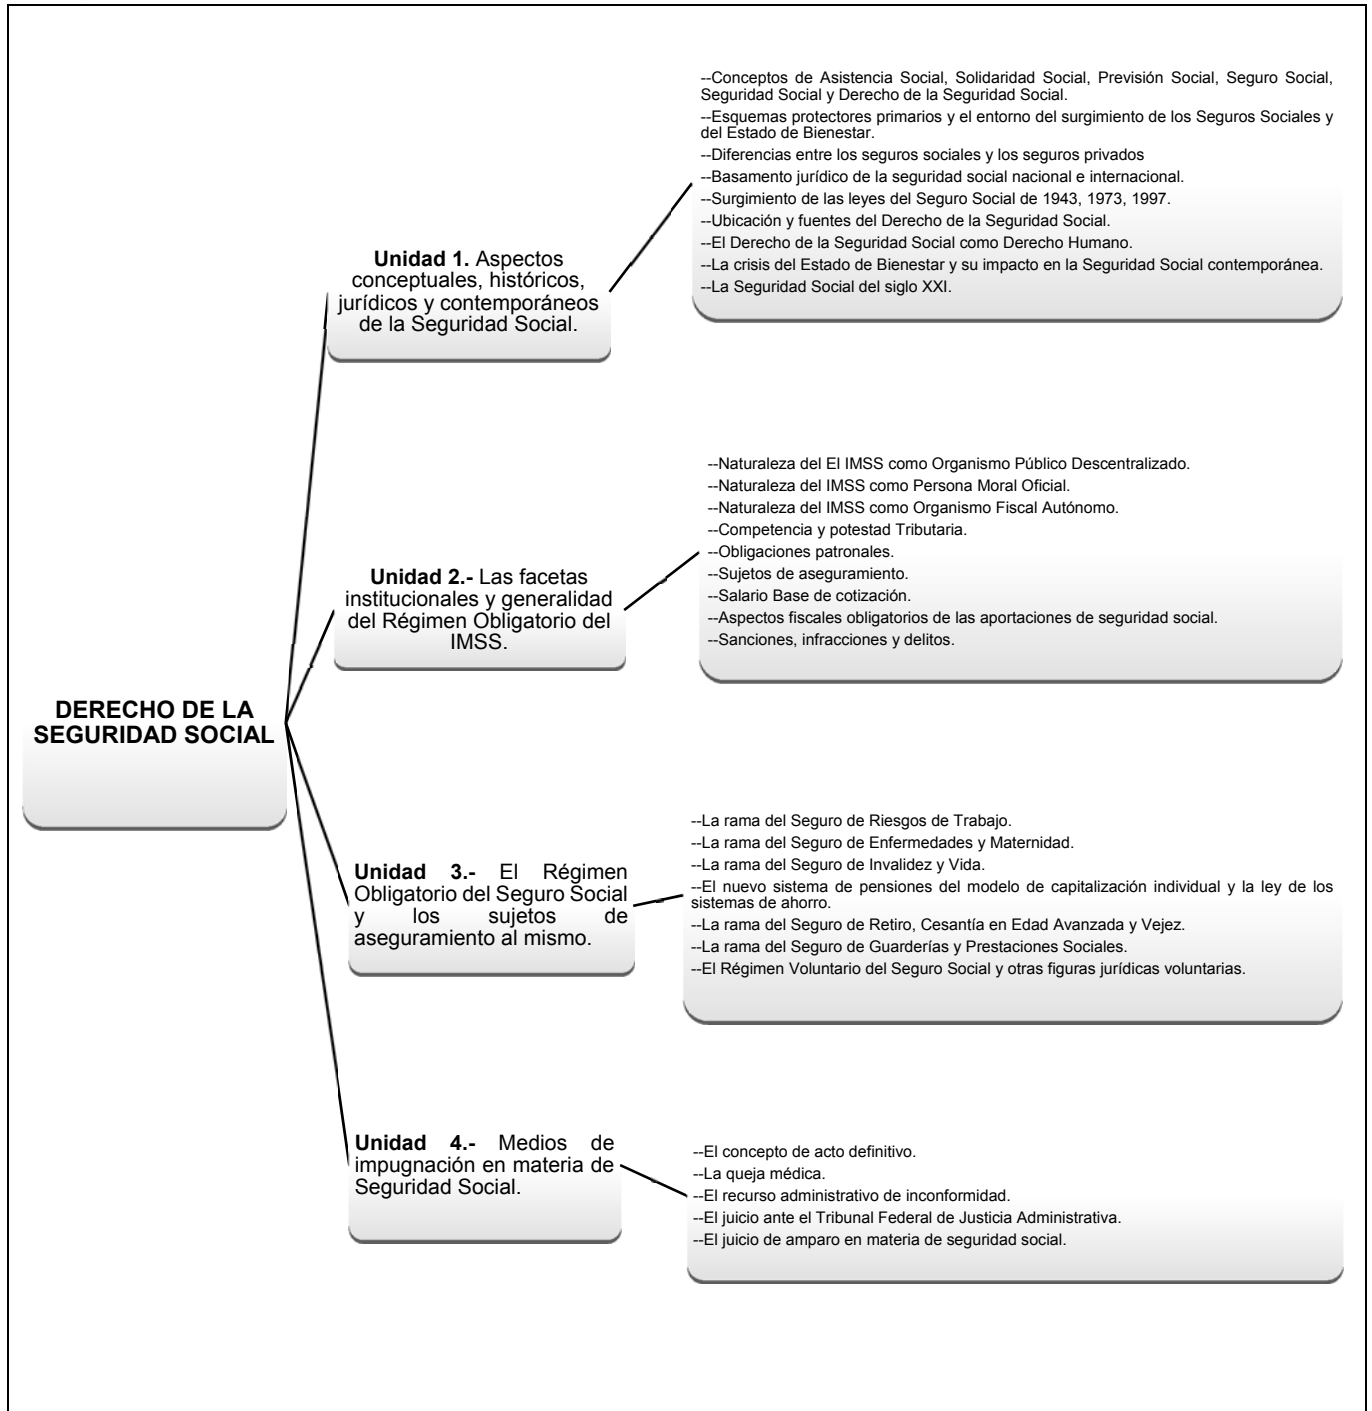 DERECHO DE LA
SEGURIDAD SOCIAL
Unidad 1. Aspectos
conceptuales, históricos,
jurídicos y contemporáneos
de la Seguridad Social.
--Conceptos de Asistencia Social, Solidaridad Social, Previsión Social, Seguro Social,
Seguridad Social y Derecho de la Seguridad Social.
--Esquemas protectores primarios y el entorno del surgimiento de los Seguros Sociales y
del Estado de Bienestar.
--Diferencias entre los seguros sociales y los seguros privados
--Basamento jurídico de la seguridad social nacional e internacional.
--Surgimiento de las leyes del Seguro Social de 1943, 1973, 1997.
--Ubicación y fuentes del Derecho de la Seguridad Social.
--El Derecho de la Seguridad Social como Derecho Humano.
--La crisis del Estado de Bienestar y su impacto en la Seguridad Social contemporánea.
--La Seguridad Social del siglo XXI.
Unidad 2.- Las facetas
institucionales y generalidad
del Régimen Obligatorio del
IMSS.
--Naturaleza del El IMSS como Organismo Público Descentralizado.
--Naturaleza del IMSS como Persona Moral Oficial.
--Naturaleza del IMSS como Organismo Fiscal Autónomo.
--Competencia y potestad Tributaria.
--Obligaciones patronales.
--Sujetos de aseguramiento.
--Salario Base de cotización.
--Aspectos fiscales obligatorios de las aportaciones de seguridad social.
--Sanciones, infracciones y delitos.
Unidad 3.- El Régimen
Obligatorio del Seguro Social
y los sujetos de
aseguramiento al mismo.
--La rama del Seguro de Riesgos de Trabajo.
--La rama del Seguro de Enfermedades y Maternidad.
--La rama del Seguro de Invalidez y Vida.
--El nuevo sistema de pensiones del modelo de capitalización individual y la ley de los
sistemas de ahorro.
--La rama del Seguro de Retiro, Cesantía en Edad Avanzada y Vejez.
--La rama del Seguro de Guarderías y Prestaciones Sociales.
--El Régimen Voluntario del Seguro Social y otras figuras jurídicas voluntarias.
Unidad 4.- Medios de
impugnación en materia de
Seguridad Social.
--El concepto de acto definitivo.
--La queja médica.
--El recurso administrativo de inconformidad.
--El juicio ante el Tribunal Federal de Justicia Administrativa.
--El juicio de amparo en materia de seguridad social.